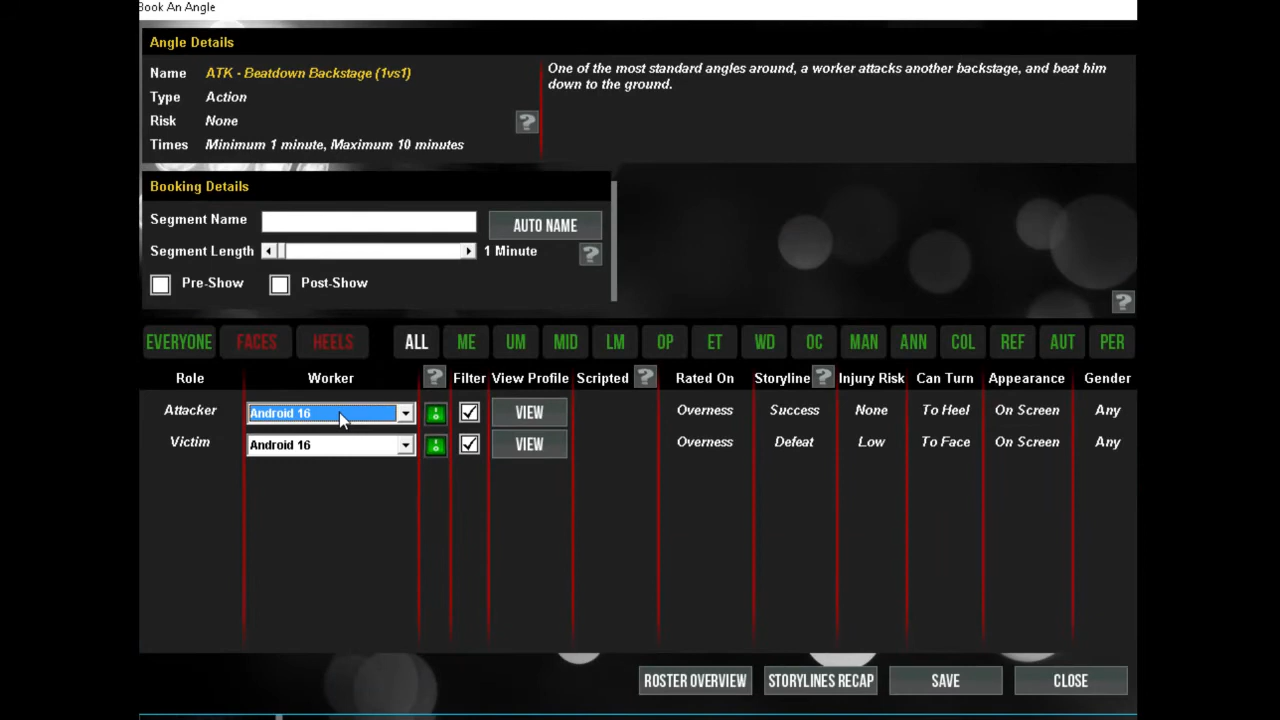 Book An Angle
Angle Details
Name ATK - Beatdown Backstage (1vs1)
Type Action
Risk None
?
Times Minimum 1 minute, Maximum 10 minutes
One of the most standard angles around, a worker attacks another backstage, and beat him
down to the ground.
Booking Details
Segment Name AUTO NAME
Segment Length 1 Minute ?
Pre-Show Post-Show
?
EVERYONE FACES HEELS ALL ME UM MID LM OP ET WD OC MAN ANN COL REF AUT PER
Role Worker ? Filter View Profile Scripted ? Rated On Storyline ? Injury Risk Can Turn Appearance Gender
Attacker Android 16 VIEW Overness Success None To Heel On Screen Any
Victim Android 16 VIEW Overness Defeat Low To Face On Screen Any
ROSTER OVERVIEW STORYLINES RECAP SAVE CLOSE